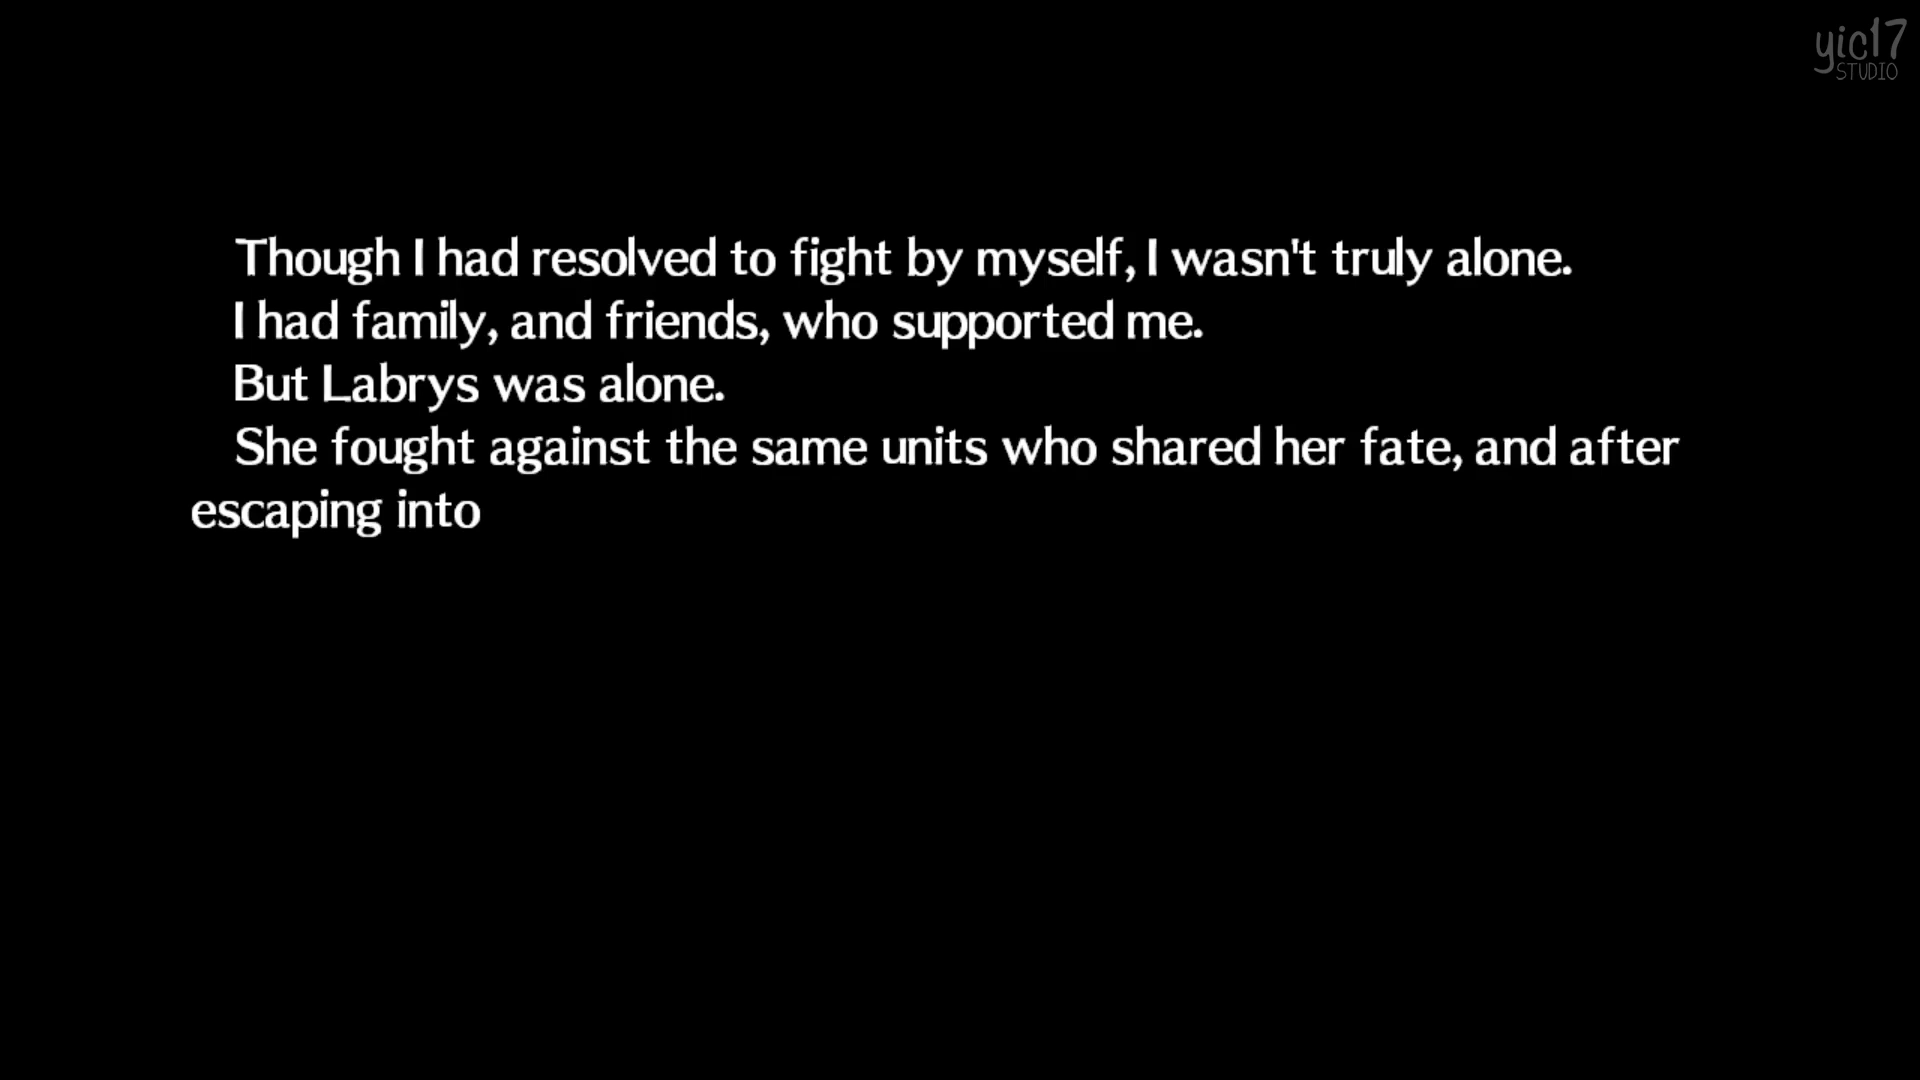 yic17
STUDIO
Though I had resolved to fight by myself, I wasn't truly alone.
I had family, and friends, who supported me.
But Labrys was alone.
She fought against the same units who shared her fate, and after
escaping into